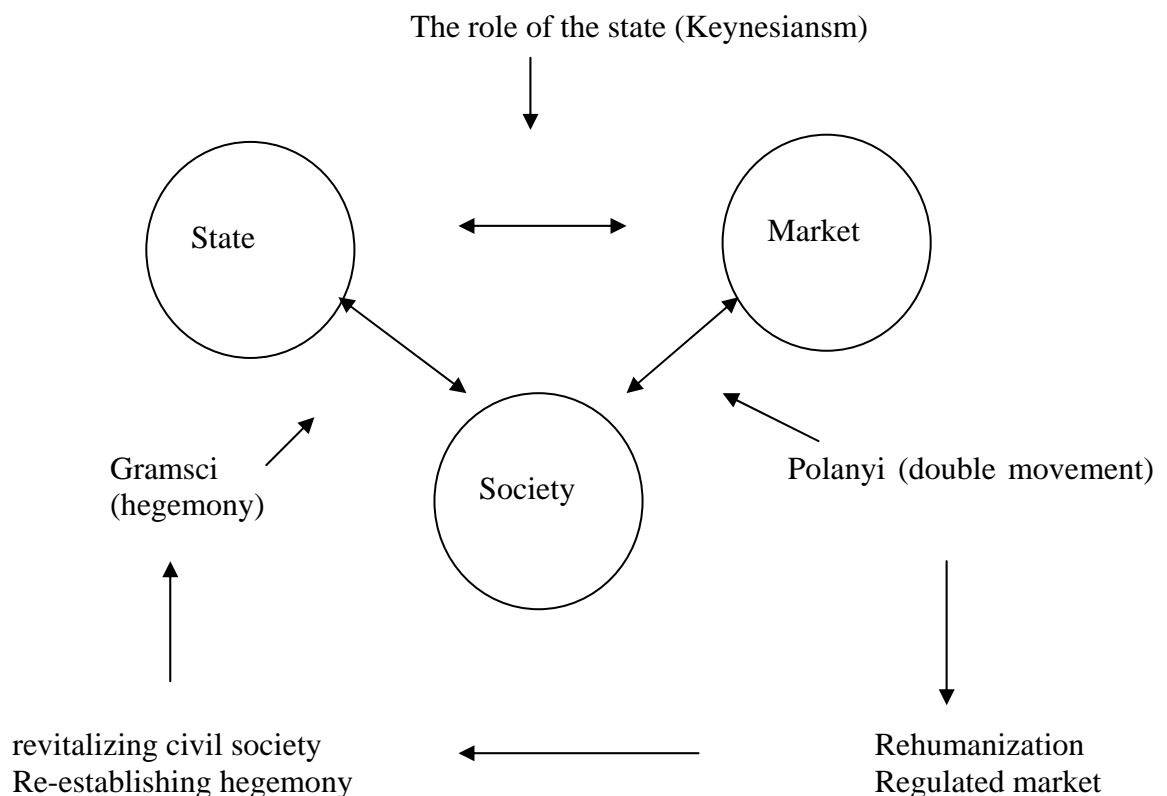 The role of the state (Keynesiansm)
State
Market
Society
Gramsci
(hegemony)
Polanyi (double movement)
revitalizing civil society
Re-establishing hegemony
Rehumanization
Regulated market